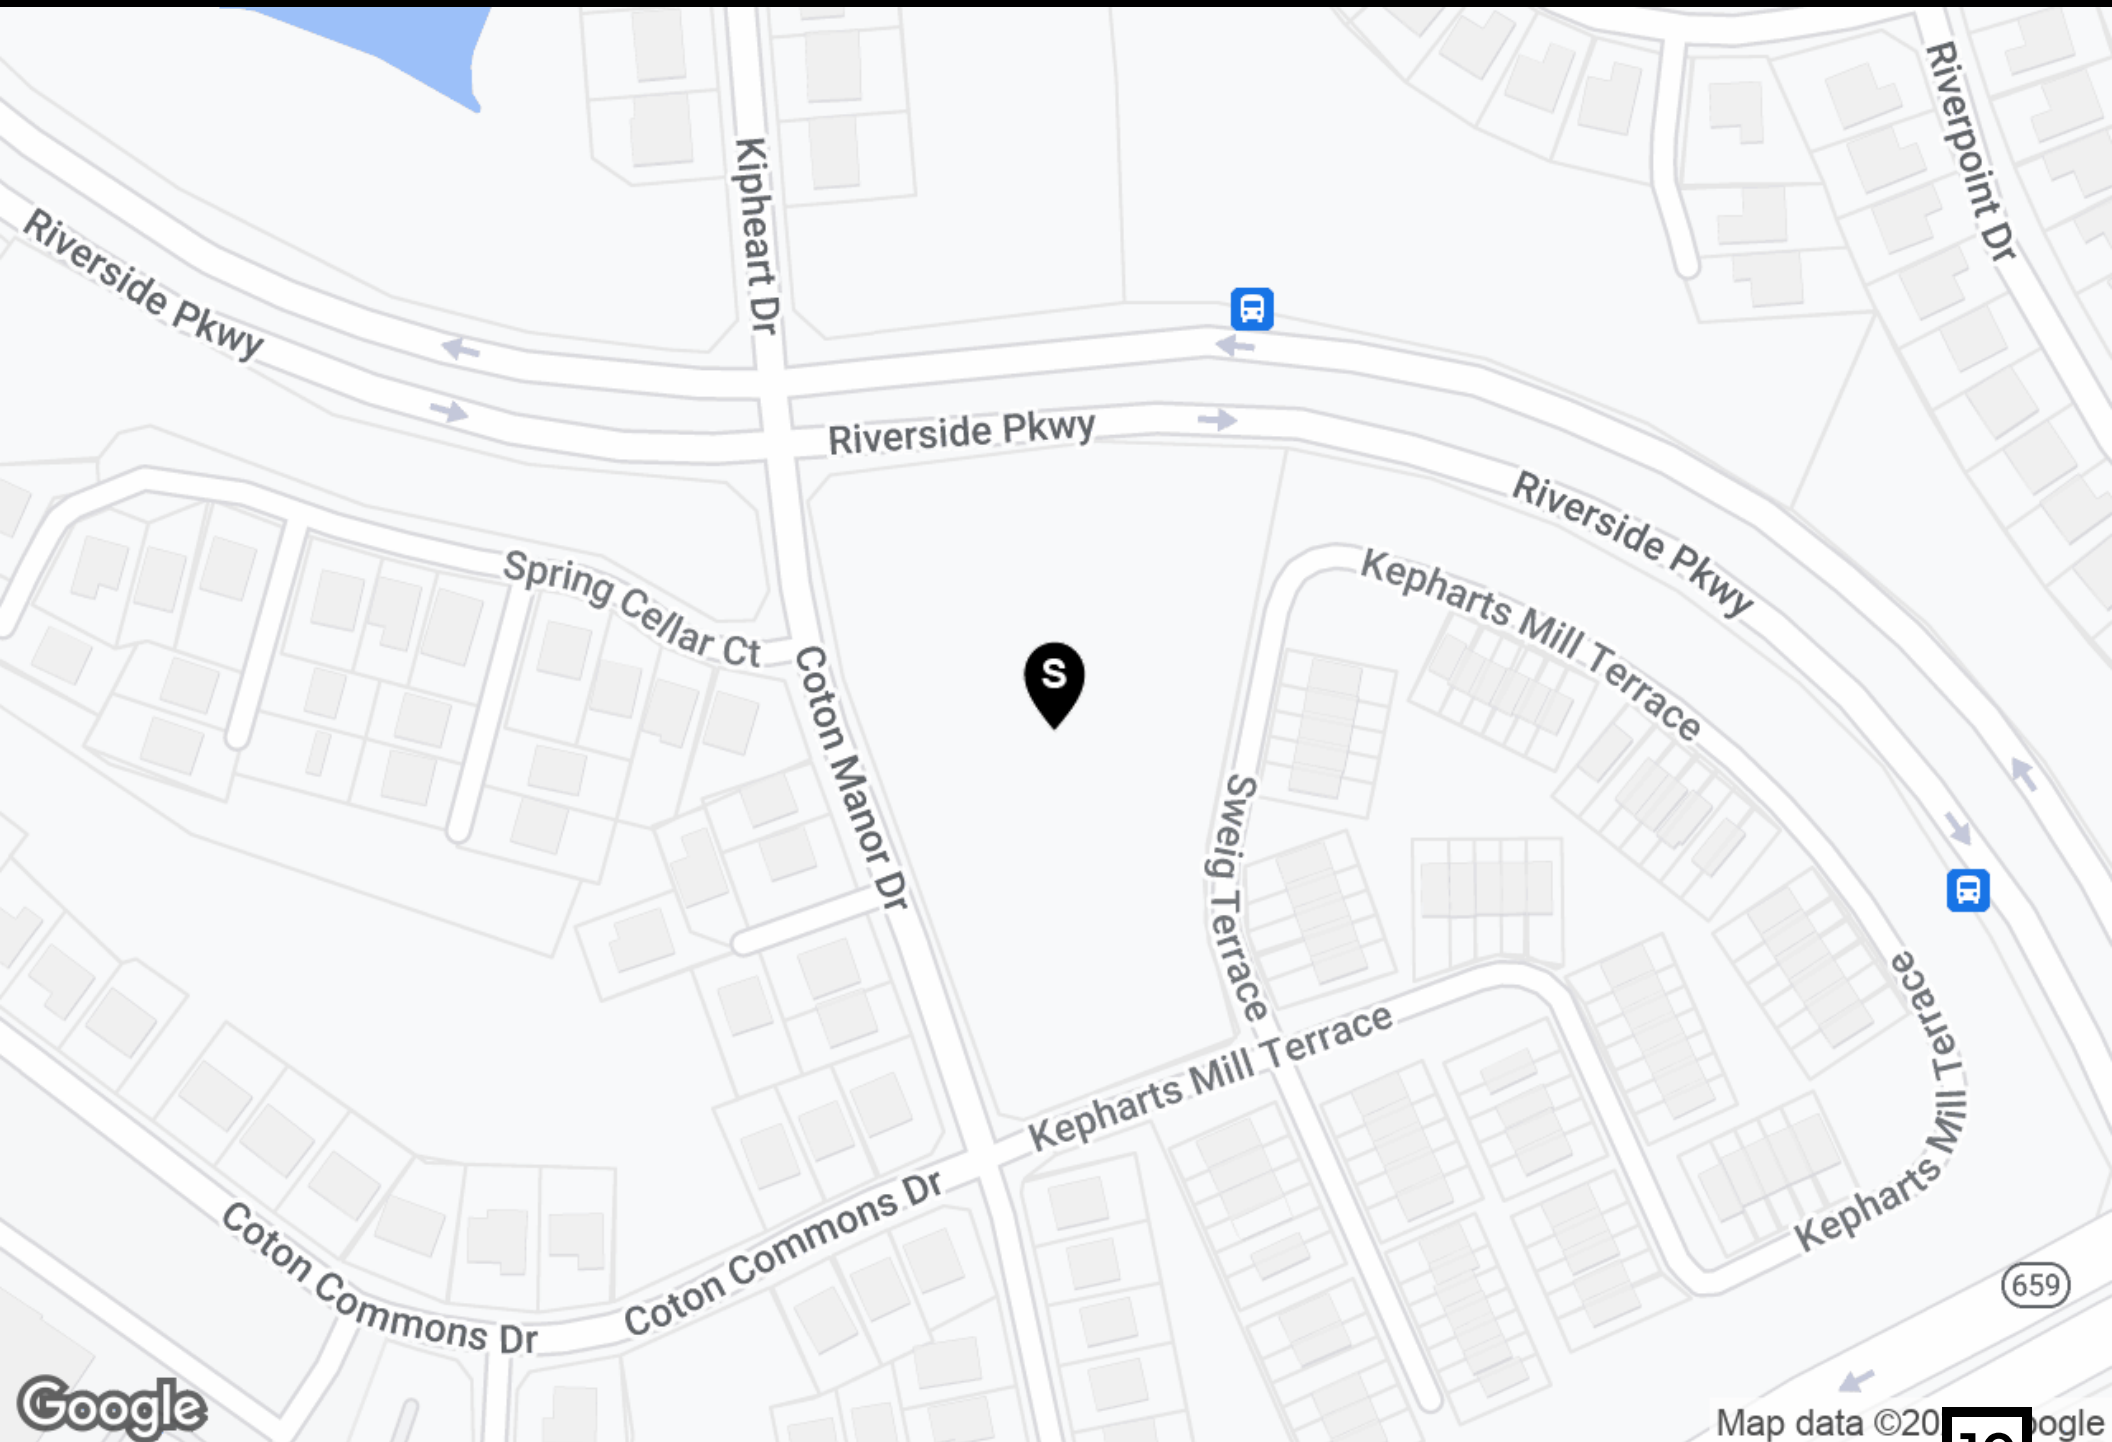 Riverpoint Dr
Kipheart Dr
Riverside Pkwy
Riverside Pkwy
Riverside Pkwy
Spring Cellar Ct
Kepharts Mill Terrace
Coton Manor Dr
S
Sweig Terrace
Kepharts Mill Terrace
Kepharts Mill Terrace
Coton Commons Dr
Coton Commons Dr
659
Google
Map data ©20